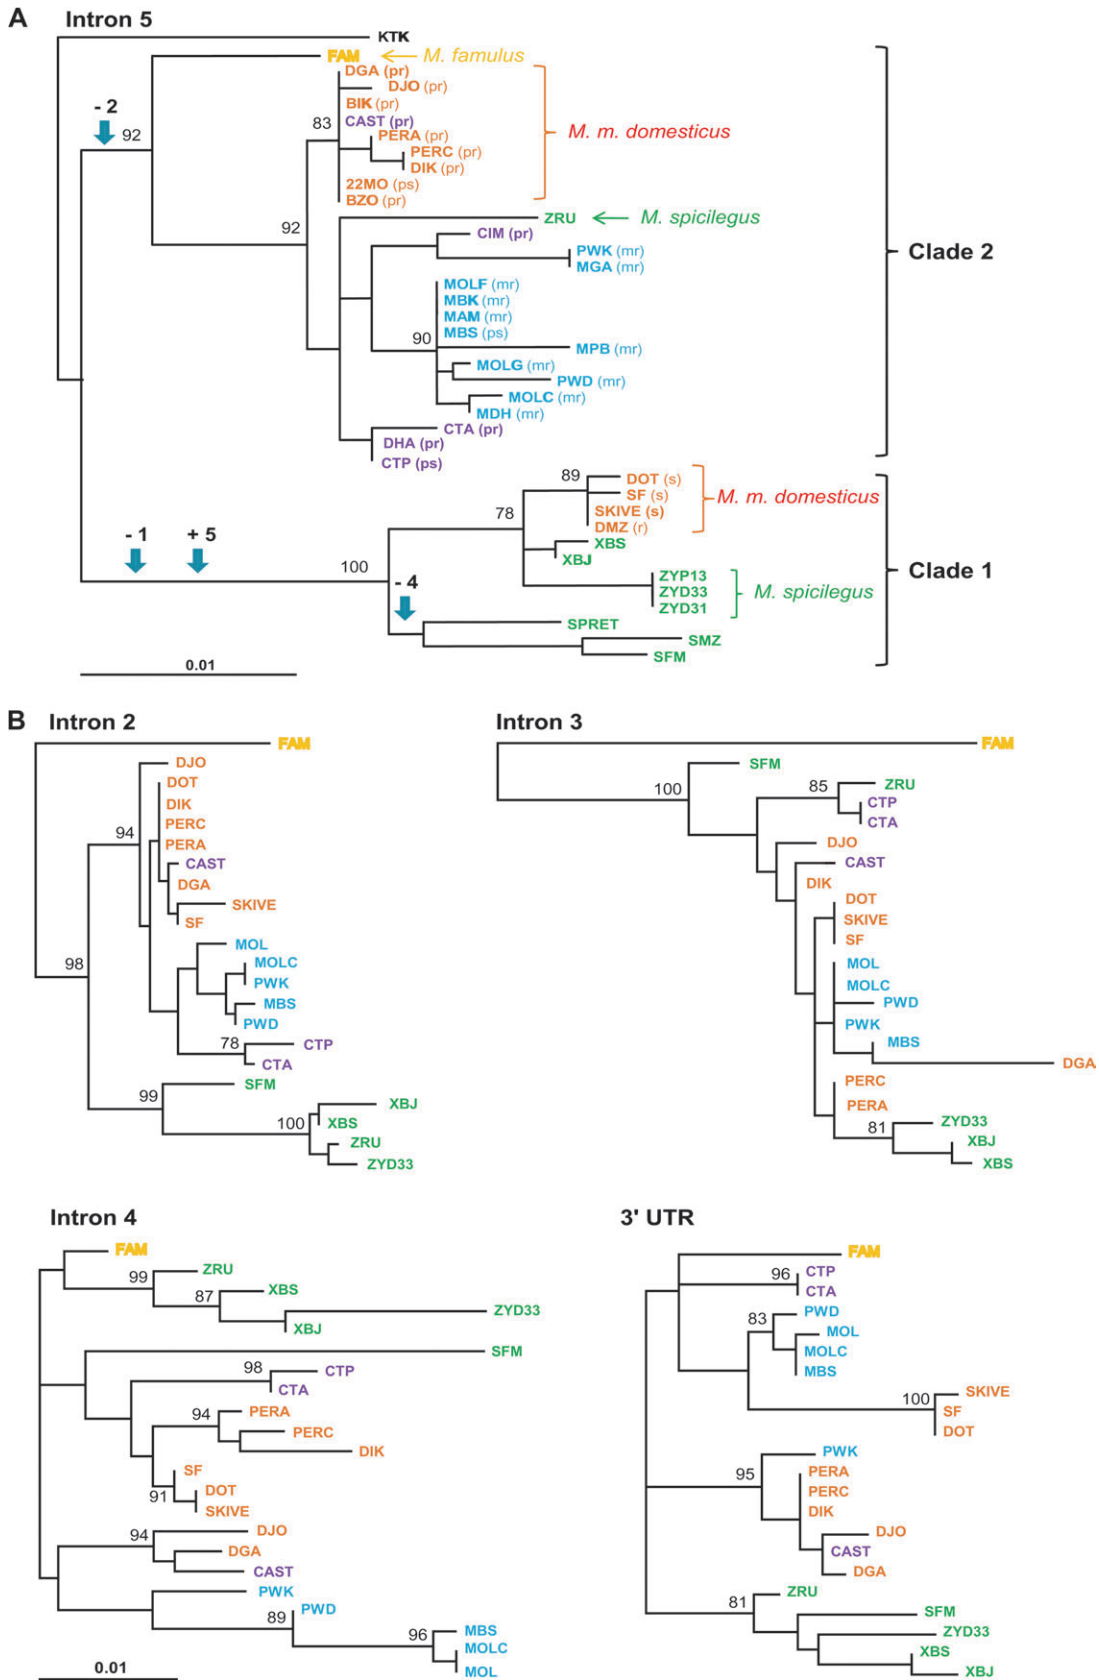 A Intron 5
KTK
FAM M. famulus
DGA (pr)
DJO (pr)
- 2
BIK (pr)
92
83
CAST (pr)
PERA (pr)
M. m. domesticus
PERC (pr)
DIK (pr)
22MO (ps)
BZO (pr)
ZRU M. spicilegus
92
CIM (pr)
PWK (mr)
Clade 2
MGA (mr)
MOLF (mr)
MBK (mr)
MAM (mr)
MBS (ps)
90
MPB (mr)
MOLG (mr)
PWD (mr)
MOLC (mr)
MDH (mr)
CTA (pr)
DHA (pr)
CTP (ps)
89
DOT (s)
SF (s)
M. m. domesticus
78
SKIVE (s)
DMZ (r)
- 1 + 5
XBS
XBJ
100
- 4
Clade 1
ZYP13
ZYD33
M. spicilegus
ZYD31
SPRET
SMZ
SFM
0.01
B Intron 2
FAM
DJO
DOT
DIK
94
PERC
PERA
CAST
DGA
SKIVE
SF
MOL
98
MOLC
PWK
MBS
PWD
78
CTP
CTA
99
SFM
XBJ
100
XBS
ZRU
ZYD33
Intron 3
FAM
SFM
100
85
ZRU
CTP
CTA
DJO
CAST
DIK
DOT
SKIVE
SF
MOL
MOLC
PWD
PWK
MBS
DGA
PERC
PERA
81
ZYD33
XBJ
XBS
Intron 4
FAM
99
ZRU
87
XBS
ZYD33
XBJ
SFM
98
CTP
CTA
94
PERA
PERC
DIK
SF
91
DOT
SKIVE
94
DJO
DGA
CAST
PWK
89
PWD
96
MBS
MOLC
MOL
0.01
3' UTR
FAM
96
CTP
CTA
83
PWD
MOL
MOLC
MBS
100
SKIVE
SF
DOT
PWK
95
PERA
PERC
DIK
DJO
CAST
DGA
81
ZRU
SFM
ZYD33
XBS
XBJ